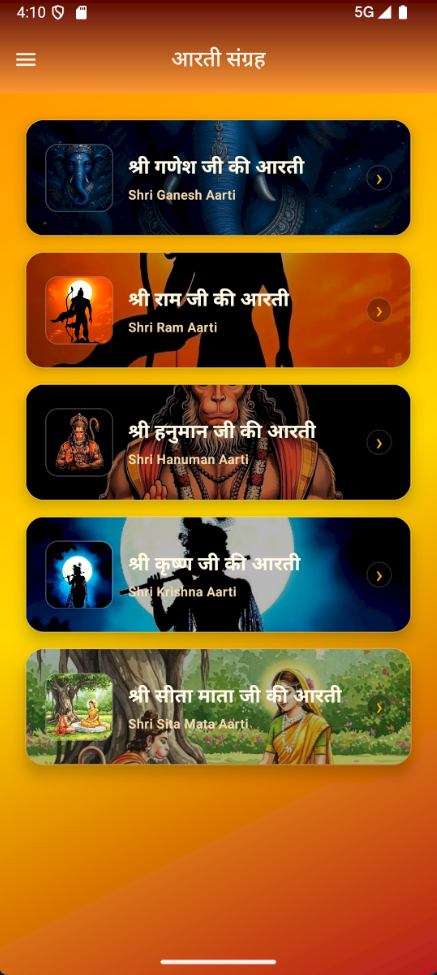 4:10 5G
आरती संग्रह
श्री गणेश जी की आरती
Shri Ganesh Aarti
श्री राम जी की आरती
Shri Ram Aarti
श्री हनुमान जी की आरती
Shri Hanuman Aarti
श्री कृष्ण जी की आरती
Shri Krishna Aarti
श्री सीता माता जी की आरती
Shri Sita Mata Aarti